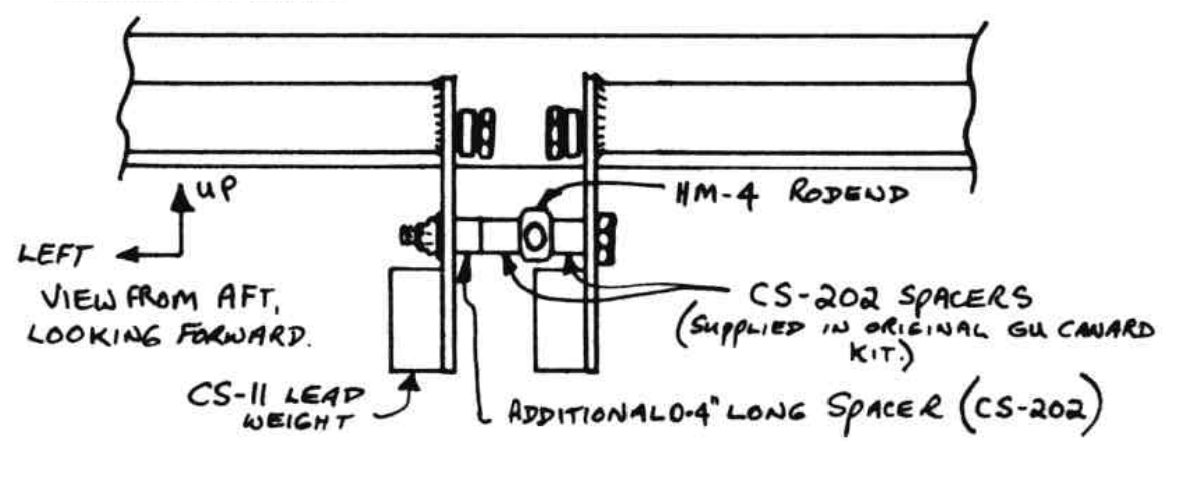 UP
HM-4 RODEND
LEFT
VIEW FROM AFT,
LOOKING FORWARD.
CS-202 SPACERS
(SUPPLIED IN ORIGINAL GU CANARD
KIT.)
CS-11 LEAD
WEIGHT
ADDITIONAL 0.4" LONG SPACER (CS-202)